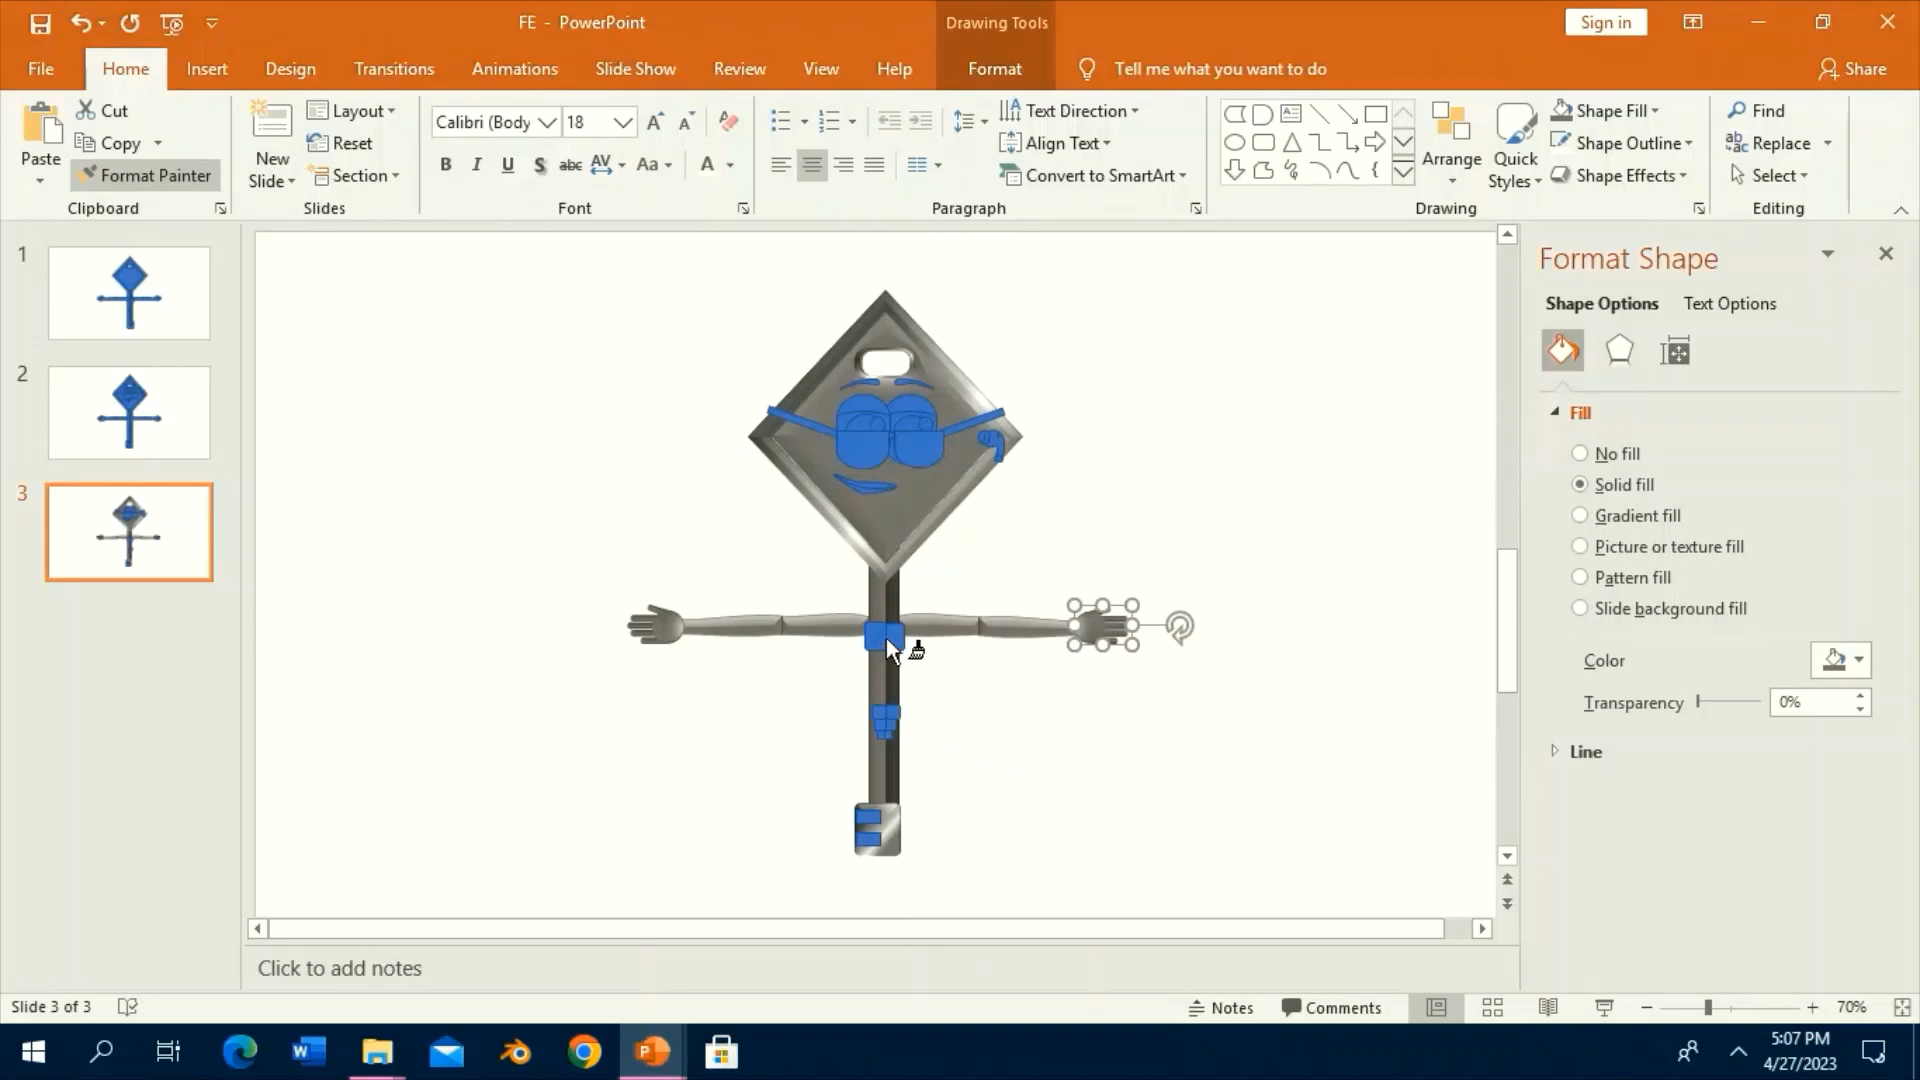 FE - PowerPoint
Drawing Tools
Sign in
File
Home
Insert
Design
Transitions
Animations
Slide Show
Review
View
Help
Format
Tell me what you want to do
Share
Paste
Cut
Copy
Format Painter
Clipboard
New Slide
Layout
Reset
Section
Slides
Calibri (Body
18
B I U S abc AV Aa A
Font
Text Direction
Align Text
Convert to SmartArt
Paragraph
Arrange
Quick Styles
Shape Fill
Shape Outline
Shape Effects
Drawing
Find
Replace
Select
Editing
1
2
3
Format Shape
Shape Options
Text Options
Fill
No fill
Solid fill
Gradient fill
Picture or texture fill
Pattern fill
Slide background fill
Color
Transparency
0%
Line
Click to add notes
Slide 3 of 3
Notes
Comments
70%
5:07 PM
4/27/2023